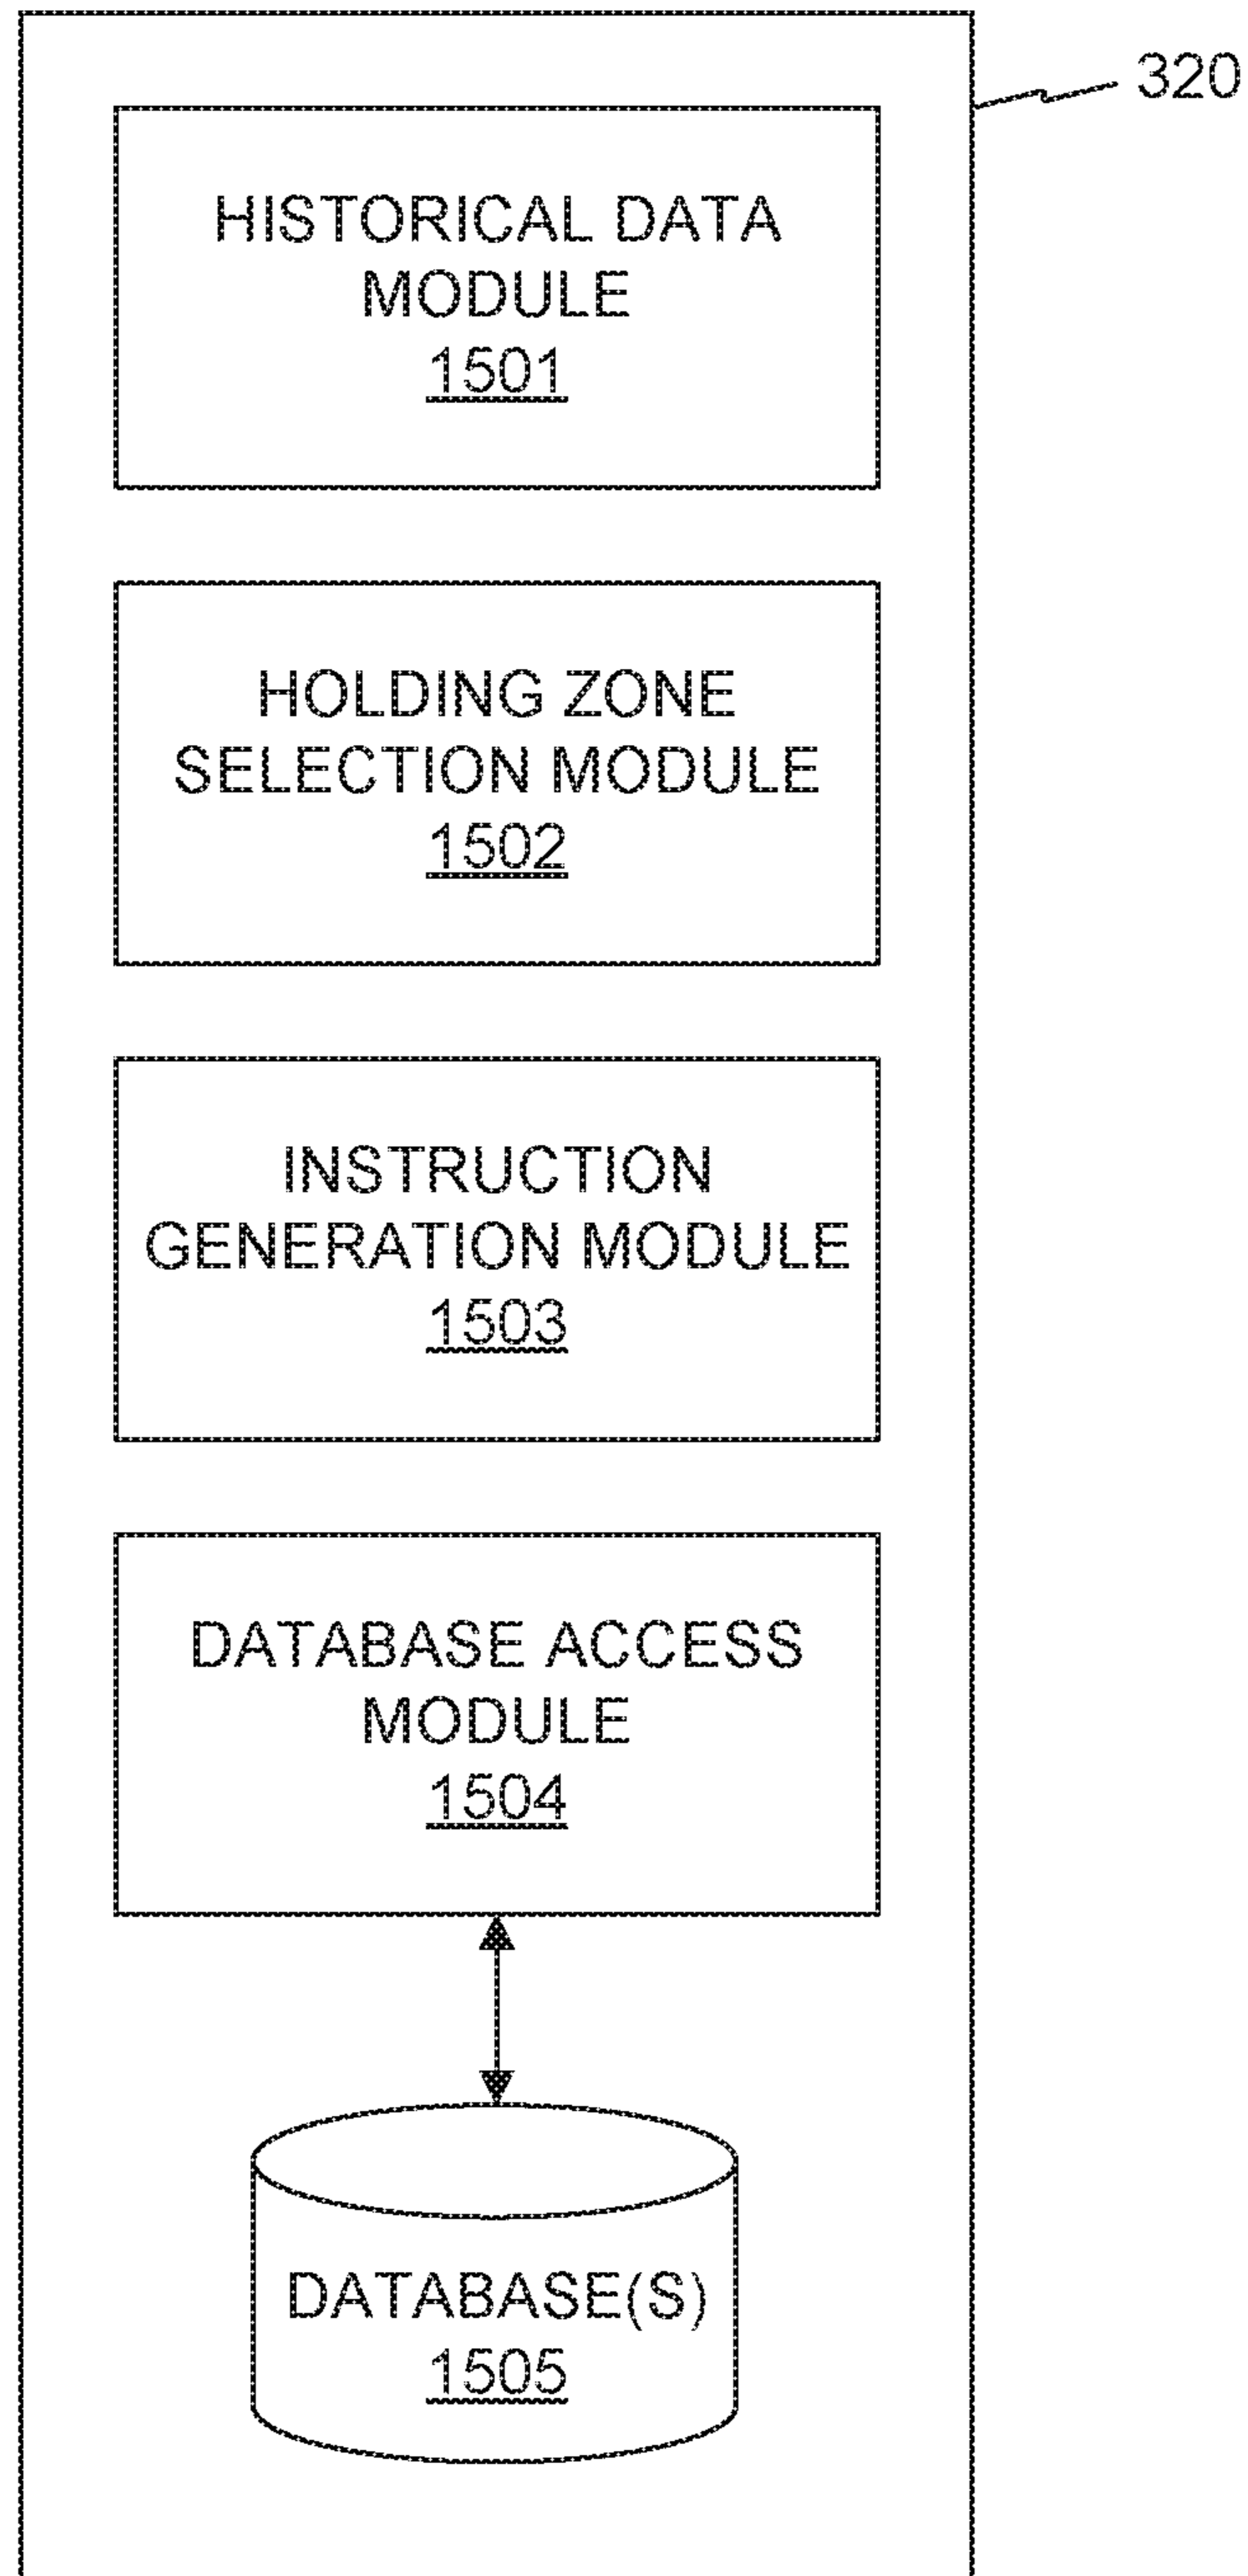 320
HISTORICAL DATA
MODULE
1501
HOLDING ZONE
SELECTION MODULE
1502
INSTRUCTION
GENERATION MODULE
1503
DATABASE ACCESS
MODULE
1504
DATABASE(S)
1505